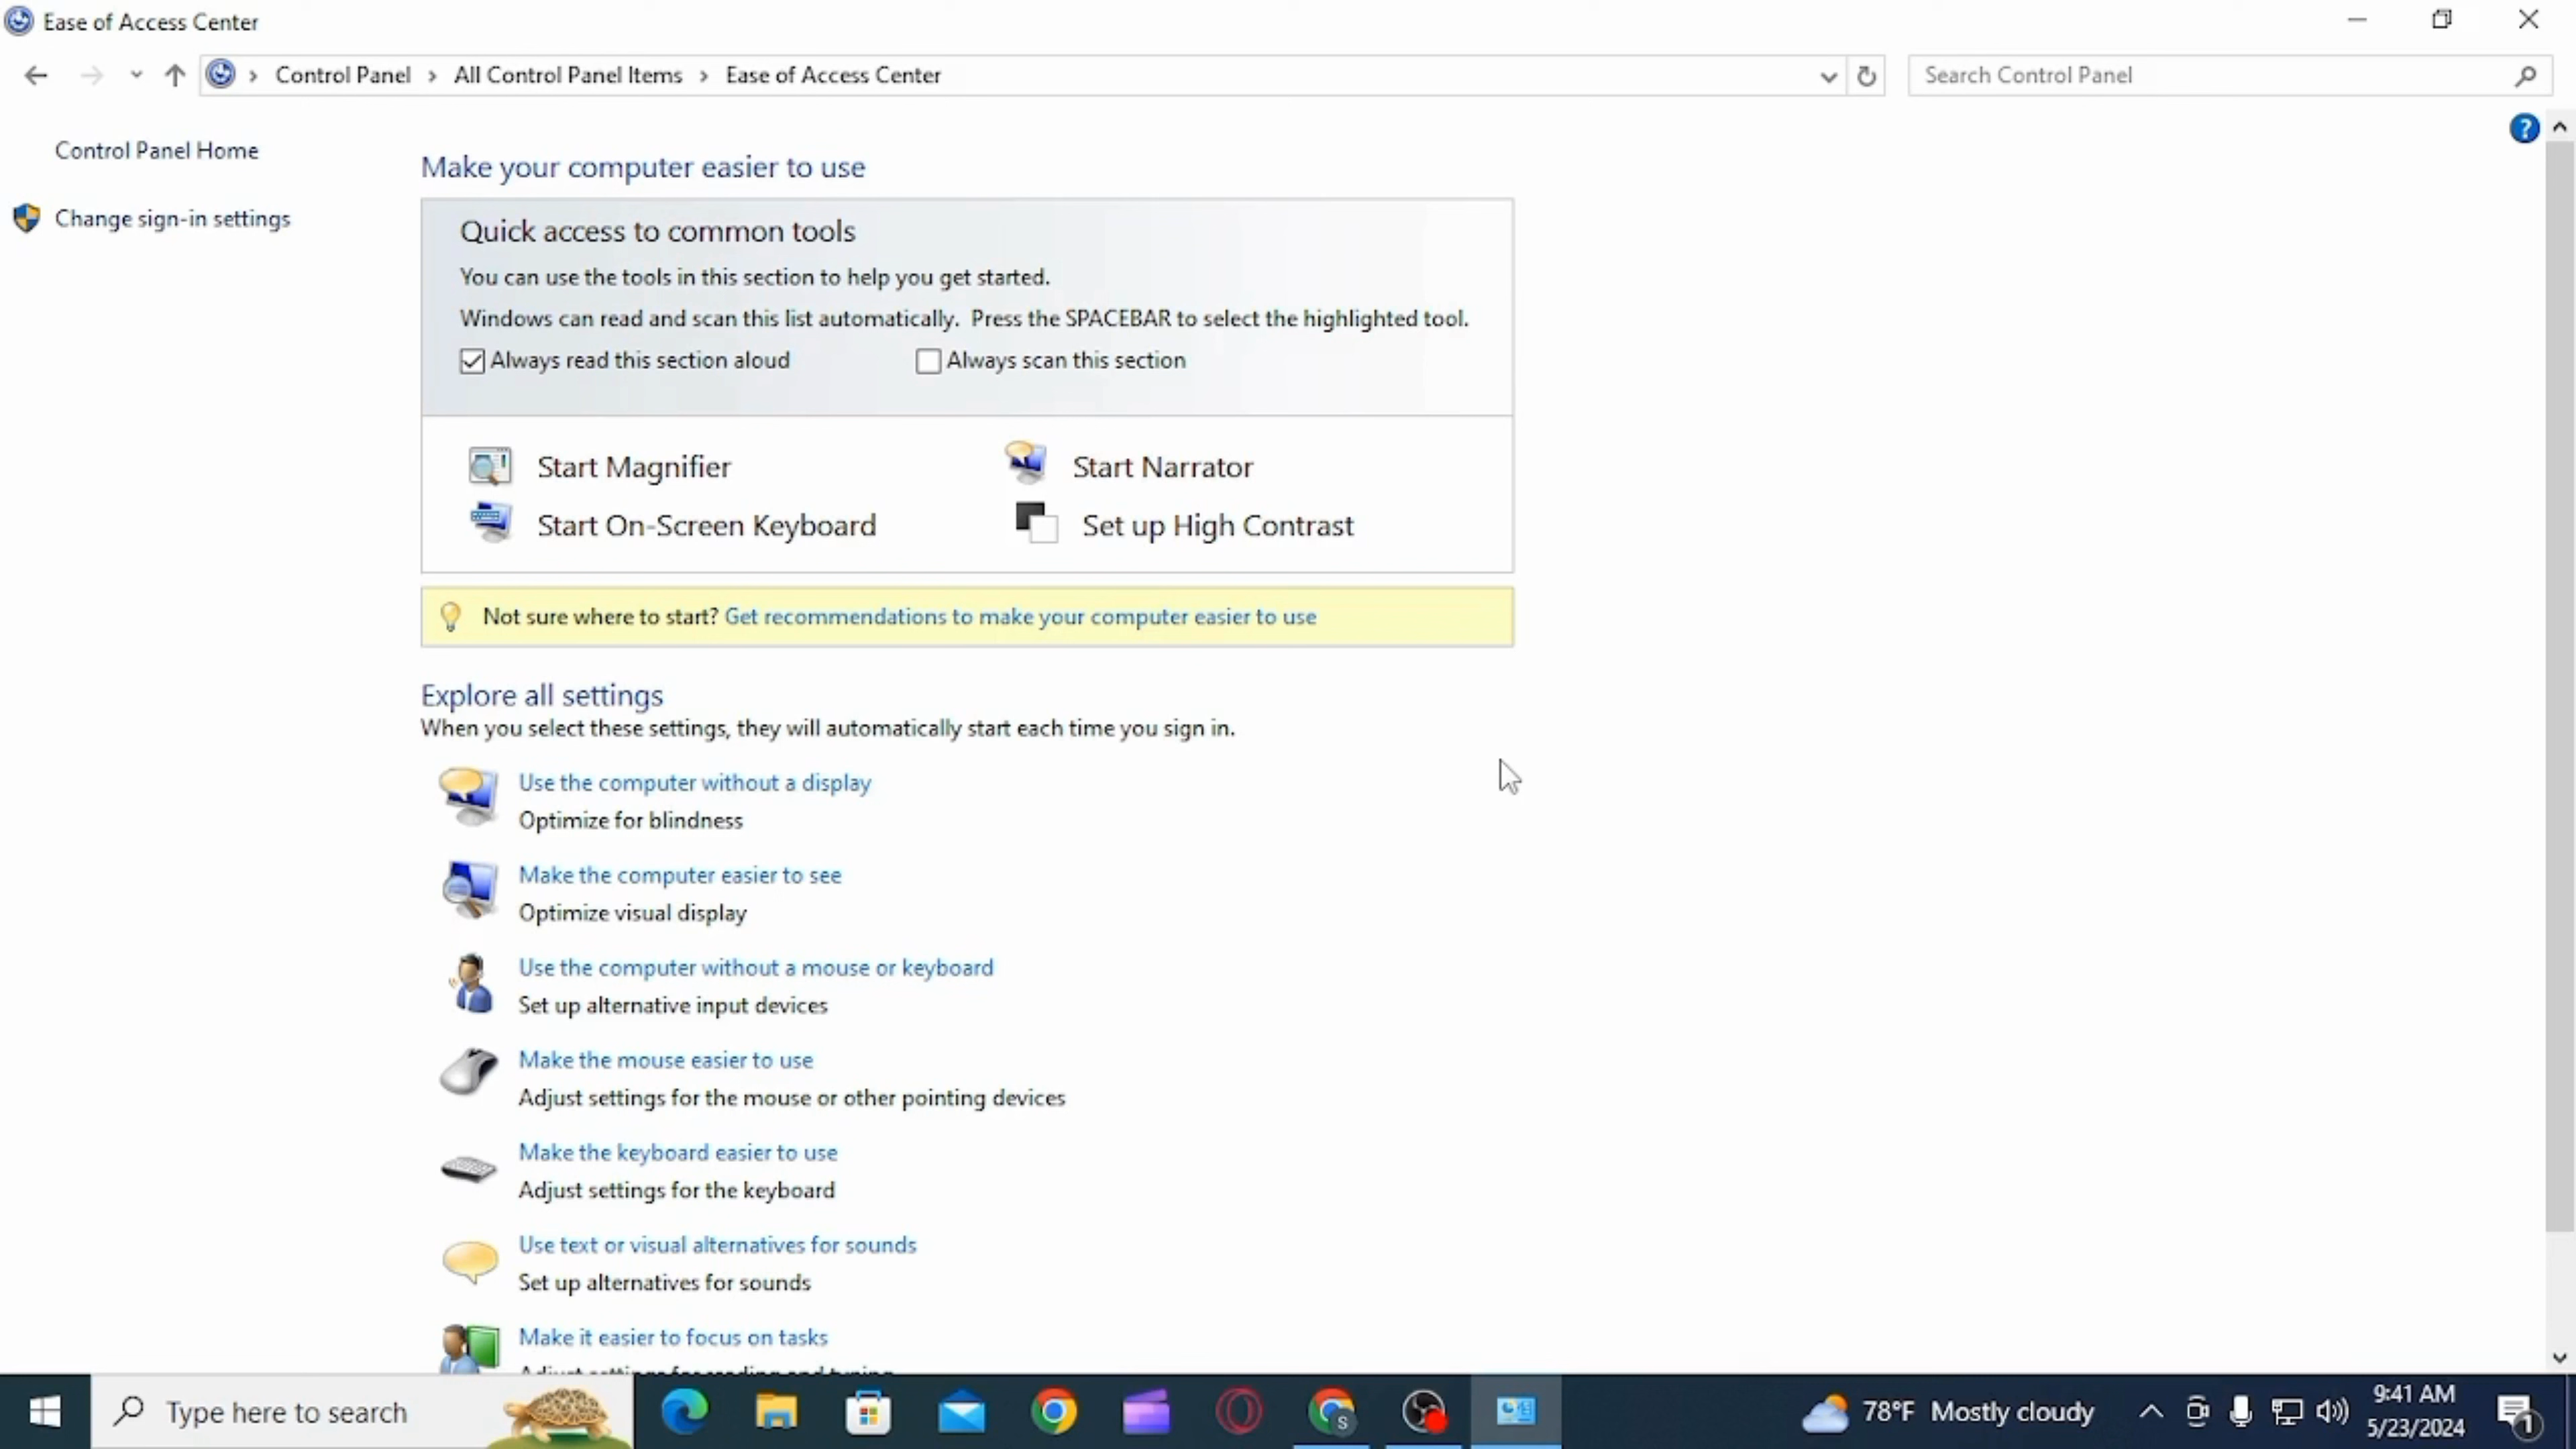 Ease of Access Center
Control Panel > All Control Panel Items > Ease of Access Center
Search Control Panel
Control Panel Home
Change sign-in settings
Make your computer easier to use
Quick access to common tools
You can use the tools in this section to help you get started.
Windows can read and scan this list automatically. Press the SPACEBAR to select the highlighted tool.
Always read this section aloud
Always scan this section
Start Magnifier
Start Narrator
Start On-Screen Keyboard
Set up High Contrast
Not sure where to start? Get recommendations to make your computer easier to use
Explore all settings
When you select these settings, they will automatically start each time you sign in.
Use the computer without a display
Optimize for blindness
Make the computer easier to see
Optimize visual display
Use the computer without a mouse or keyboard
Set up alternative input devices
Make the mouse easier to use
Adjust settings for the mouse or other pointing devices
Make the keyboard easier to use
Adjust settings for the keyboard
Use text or visual alternatives for sounds
Set up alternatives for sounds
Make it easier to focus on tasks
Adjust settings for reading and typing
Type here to search
S
78°F Mostly cloudy
9:41 AM
5/23/2024
1